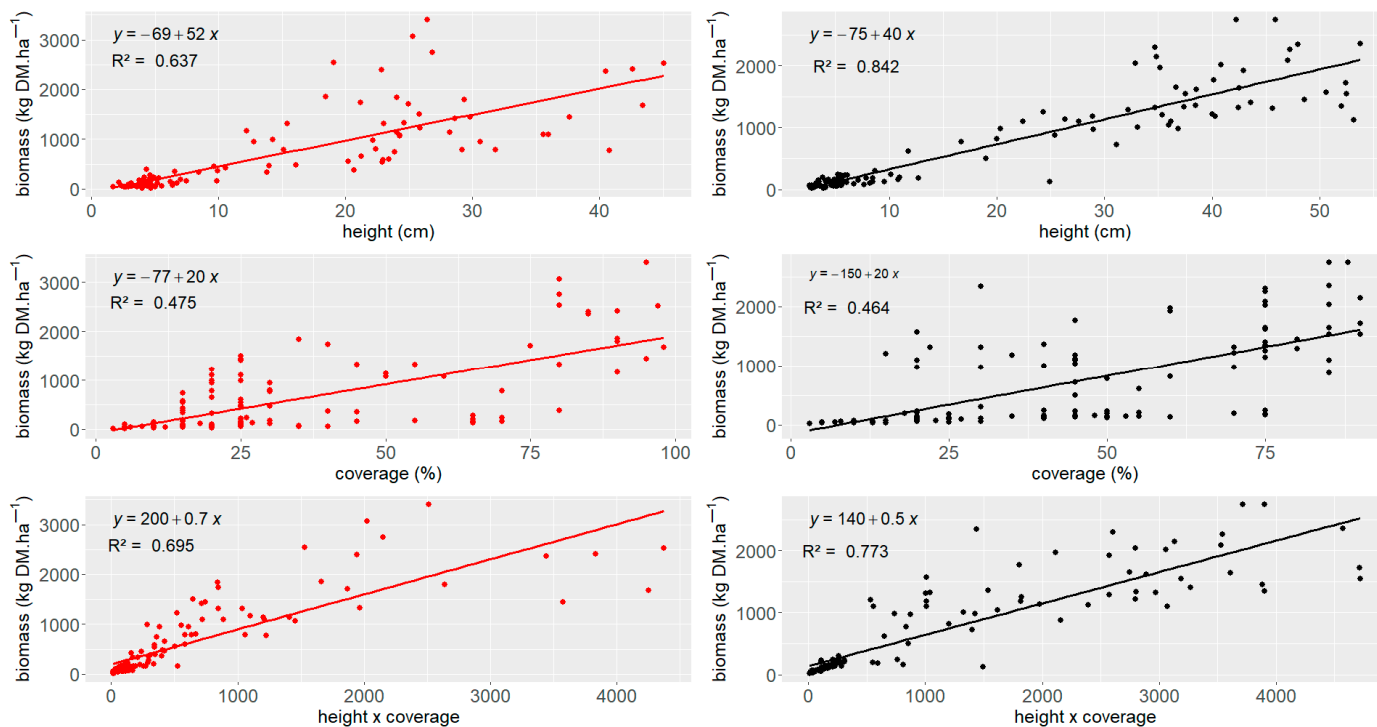 y = −69 + 52 x
R² = 0.637
biomass (kg DM.ha⁻¹)
3000
2000
1000
0
0 10 20 30 40
height (cm)
y = −75 + 40 x
R² = 0.842
biomass (kg DM.ha⁻¹)
2000
1000
0
10 20 30 40 50
height (cm)
y = −77 + 20 x
R² = 0.475
biomass (kg DM.ha⁻¹)
3000
2000
1000
0
0 25 50 75 100
coverage (%)
y = −150 + 20 x
R² = 0.464
biomass (kg DM.ha⁻¹)
2000
1000
0
0 25 50 75
coverage (%)
y = 200 + 0.7 x
R² = 0.695
biomass (kg DM.ha⁻¹)
3000
2000
1000
0
0 1000 2000 3000 4000
height x coverage
y = 140 + 0.5 x
R² = 0.773
biomass (kg DM.ha⁻¹)
2000
1000
0
0 1000 2000 3000 4000
height x coverage